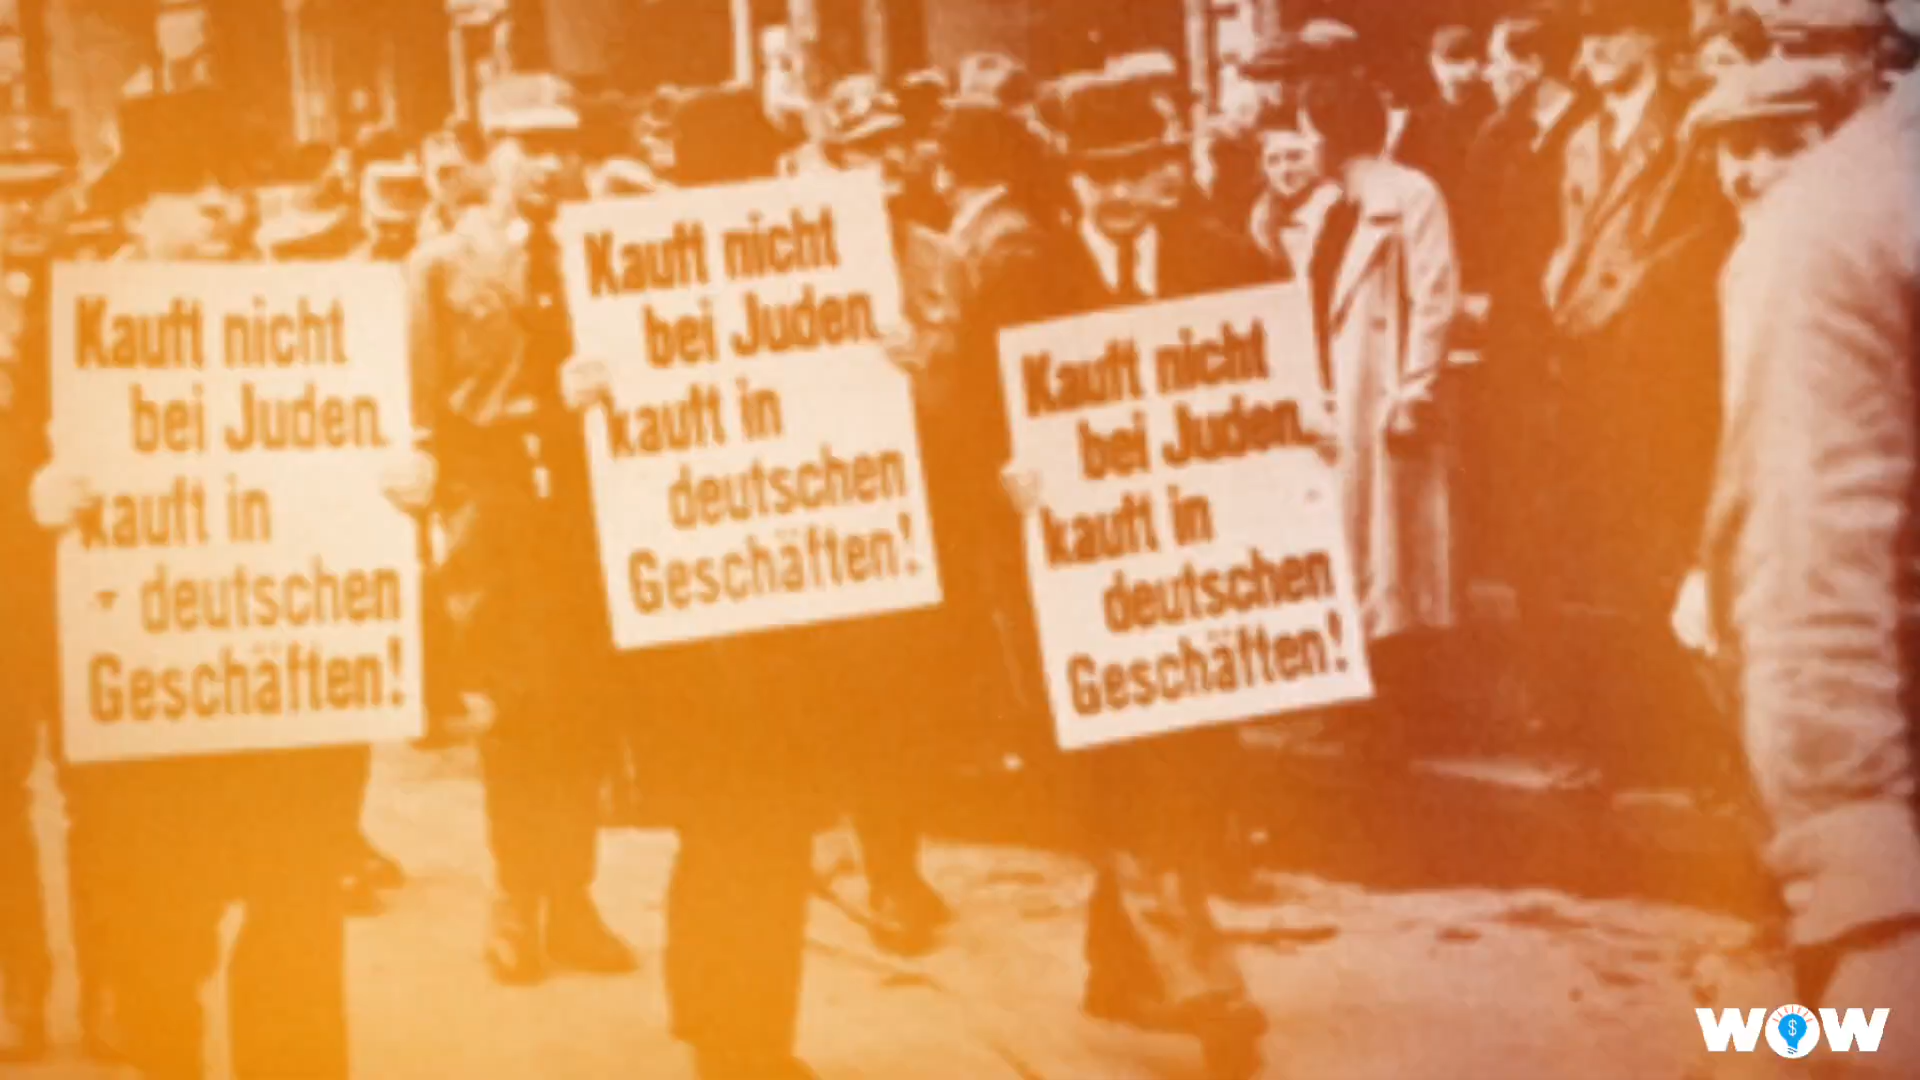 Kauft nicht
bei Juden
kauft in
deutschen
Geschäften!
Kauft nicht
bei Juden
kauft in
deutschen
Geschäften!
Kauft nicht
bei Juden
kauft in
deutschen
Geschäften!
WOW